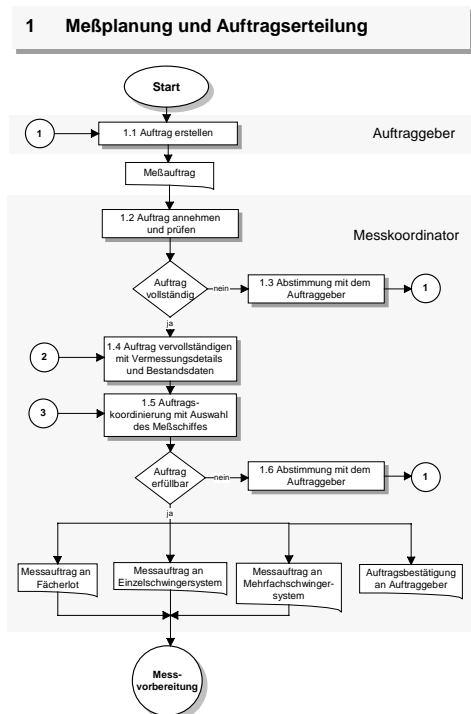 1 Meßplanung und Auftragserteilung
Start
1
1.1 Auftrag erstellen
Auftraggeber
Meßauftrag
1.2 Auftrag annehmen
und prüfen
Messkoordinator
Auftrag
vollständig
nein
1.3 Abstimmung mit dem
Auftraggeber
1
ja
2
1.4 Auftrag vervollständigen
mit Vermessungsdetails
und Bestandsdaten
3
1.5 Auftrags-
koordinierung mit Auswahl
des Meßschiffes
Auftrag
erfüllbar
nein
1.6 Abstimmung mit dem
Auftraggeber
1
ja
Messauftrag an
Fächerlot
Messauftrag an
Einzelschwingersystem
Messauftrag an
Mehrfachschwinger-
system
Auftragsbestätigung
an Auftraggeber
Mess-
vorbereitung